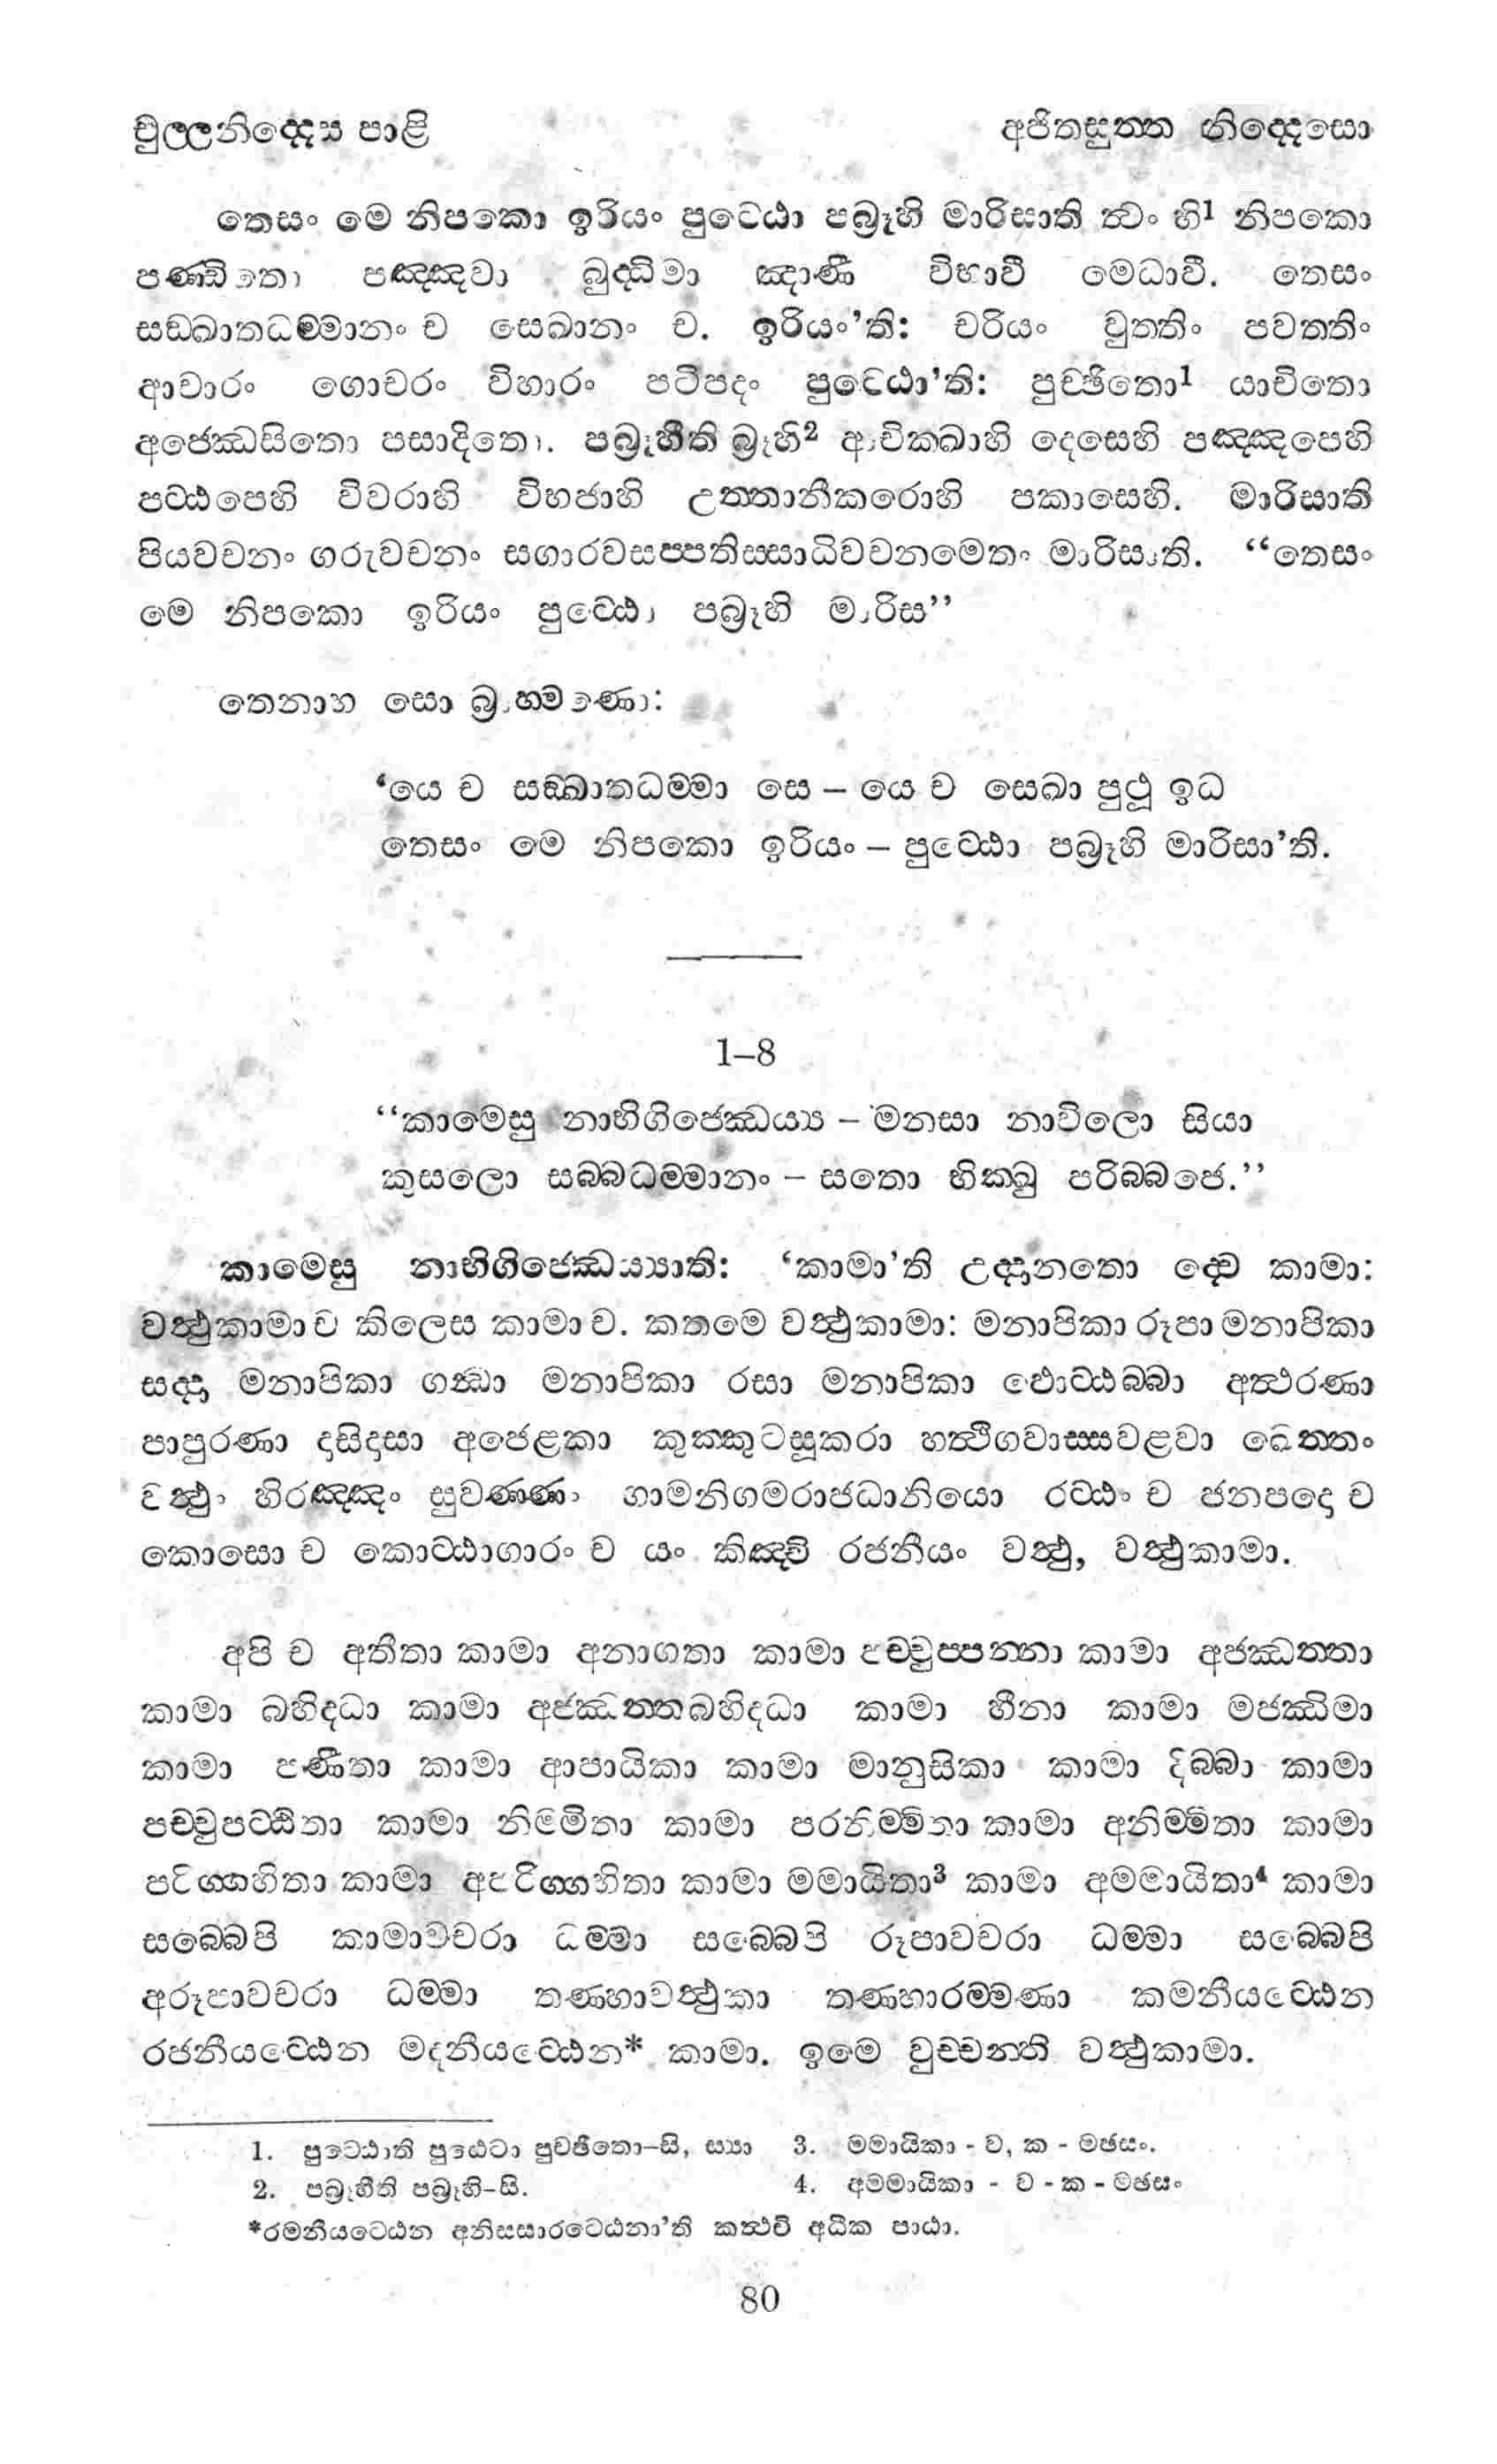 චුල්ලනිද්දෙස පාළි අජිතසුත්ත නිද්දෙසො
තෙසං මෙ නිපකො ඉරියං පුට්ඨො පබ්‍රූහි මාරිසාති ත්වං හි1 නිපකො
පණ්ඩිතො පඤ්ඤවා බුද්ධිමා ඤාණී විභාවී මෙධාවී. තෙසං
සඞ්ඛාතධම්මානං ච සෙඛානං ච. ඉරියං’ති: චරියං වුත්තිං පවත්තිං
ආචාරං ගොචරං විහාරං පටිපදං පුට්ඨො’ති: පුච්ඡිතො1 යාචිතො
අජ්ඣෙසිතො පසාදිතො. පබ්‍රූහීති බ්‍රූහි2 ආචික්ඛාහි දෙසෙහි පඤ්ඤපෙහි
පට්ඨපෙහි විවරාහි විභජාහි උත්තානීකරොහි පකාසෙහි. මාරිසාති
පියවචනං ගරුවචනං සගාරවසප්පතිස්සාධිවචනමෙතං මාරිසාති. “තෙසං
මෙ නිපකො ඉරියං පුට්ඨො පබ්‍රූහි මාරිස”
තෙනාහ සො බ්‍රාහ්මණො:
‘යෙ ච සඞ්ඛාතධම්මා සෙ – යෙ ච සෙඛා පුථූ ඉධ
තෙසං මෙ නිපකො ඉරියං – පුට්ඨො පබ්‍රූහි මාරිසා’ති.
1–8
“කාමෙසු නාභිගිජ්ඣෙය්‍ය – මනසා නාවිලො සියා
කුසලො සබ්බධම්මානං – සතො භික්ඛු පරිබ්බජෙ.”
කාමෙසු නාභිගිජ්ඣෙය්‍යාති: ‘කාමා’ති උද්දානතො ද්වෙ කාමා:
වත්ථුකාමා ච කිලෙස කාමා ච. කතමෙ වත්ථුකාමා: මනාපිකා රූපා මනාපිකා
සද්දා මනාපිකා ගන්ධා මනාපිකා රසා මනාපිකා ඵොට්ඨබ්බා අත්ථරණා
පාපුරණා දාසිදාසා අජෙළකා කුක්කුටසූකරා හත්ථිගවාස්සවළවා ඛෙත්තං
වත්ථුං හිරඤ්ඤං සුවණ්ණං ගාමනිගමරාජධානියො රට්ඨං ච ජනපදො ච
කොසො ච කොට්ඨාගාරං ච යං කිඤ්චි රජනීයං වත්ථු, වත්ථුකාමා.
අපි ච අතීතා කාමා අනාගතා කාමා පච්චුප්පන්නා කාමා අජ්ඣත්තා
කාමා බහිද්ධා කාමා අජ්ඣත්තබහිද්ධා කාමා හීනා කාමා මජ්ඣිමා
කාමා පණීතා කාමා ආපායිකා කාමා මානුසිකා කාමා දිබ්බා කාමා
පච්චුපට්ඨිතා කාමා නිම්මිතා කාමා පරනිම්මිතා කාමා අනිම්මිතා කාමා
පටිග්ගහිතා කාමා අපරිග්ගහිතා කාමා මමායිතා3 කාමා අමමායිතා4 කාමා
සබ්බෙපි කාමාවචරා ධම්මා සබ්බෙපි රූපාවචරා ධම්මා සබ්බෙපි
අරූපාවචරා ධම්මා තණ්හාවත්ථුකා තණ්හාරම්මණා කමනීයට්ඨෙන
රජනීයට්ඨෙන මදනීයට්ඨෙන* කාමා. ඉමෙ වුච්චන්ති වත්ථුකාමා.
1. පුට්ඨොති පුඨොටා පුච්ඡිතො–සි, ස්‍යා 3. මමායිකා - ව, ක - මඡසං.
2. පබ්‍රූහීති පබ්‍රූහි–සි. 4. අමමායිකා - ව - ක - මඡසං
*රමනීයට්ඨෙන අනිස්සාරට්ඨෙනා’ති කත්ථචි අධික පාඨා.
80